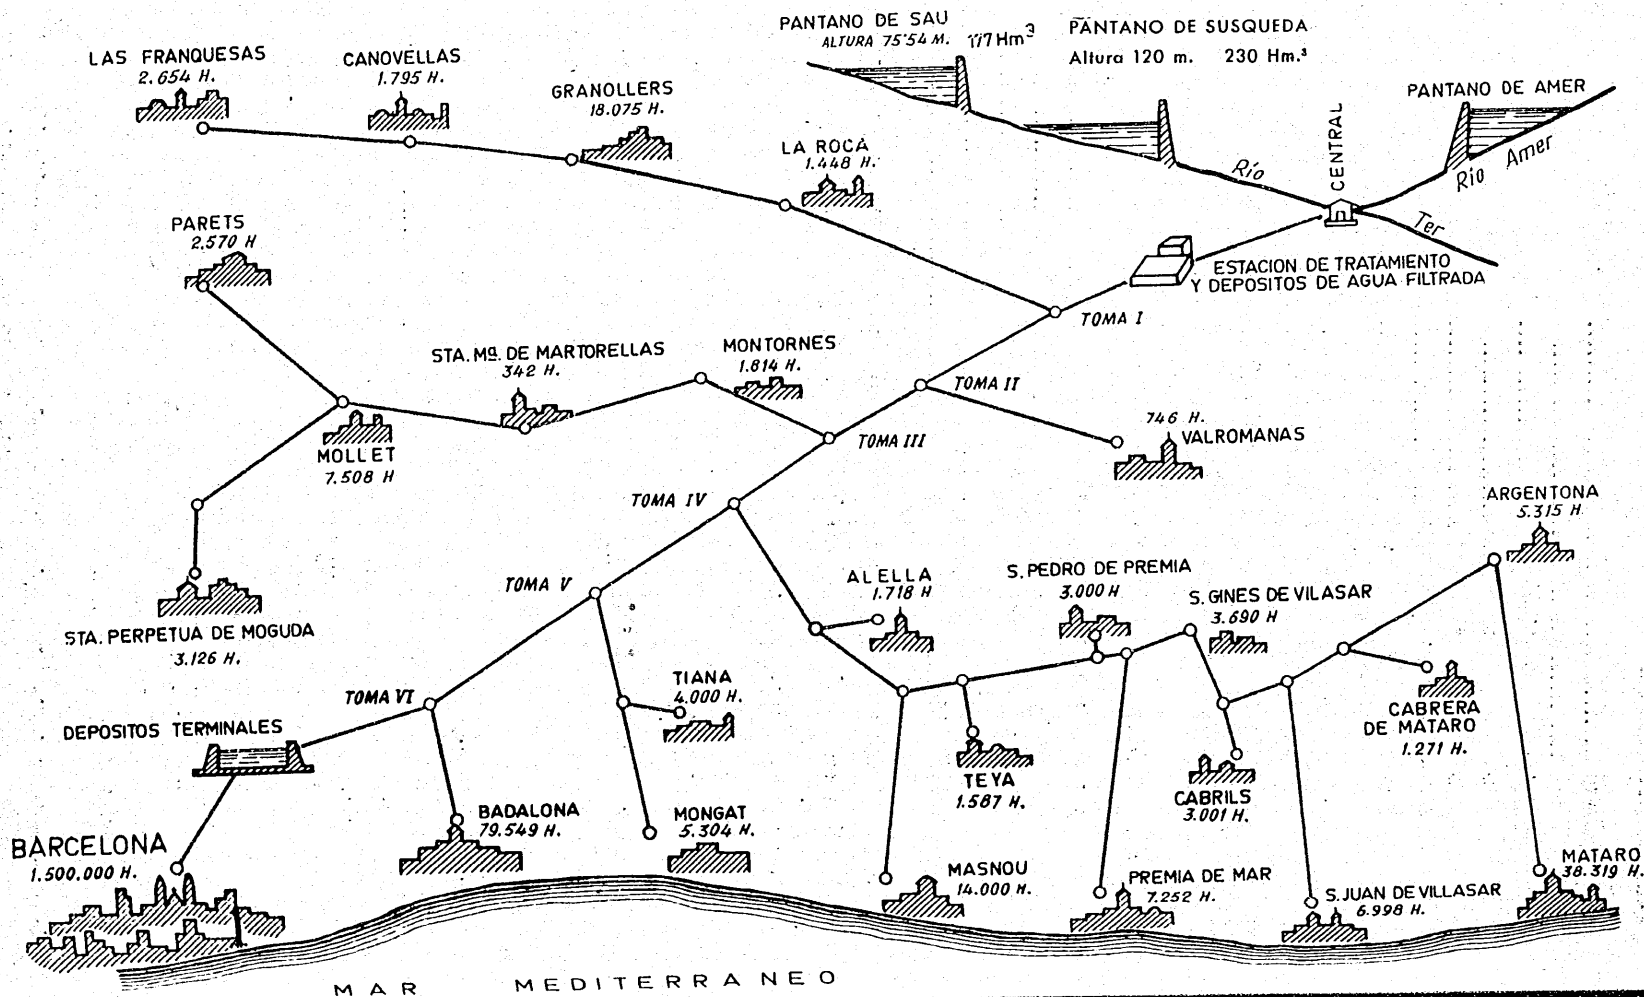 PANTANO DE SAU
ALTURA 75'54 M. 177 Hm³
PANTANO DE SUSQUEDA
Altura 120 m. 230 Hm.³
LAS FRANQUESAS
2.654 H.
CANOVELLAS
1.795 H.
GRANOLLERS
18.075 H.
LA ROCA
1.448 H.
PANTANO DE AMER
CENTRAL
Río
Río Amer
Ter
PARETS
2.570 H
ESTACION DE TRATAMIENTO
Y DEPOSITOS DE AGUA FILTRADA
TOMA I
STA. Mª. DE MARTORELLAS
342 H.
MONTORNES
1.814 H.
TOMA II
746 H.
VALROMANAS
TOMA III
MOLLET
7.508 H
TOMA IV
ARGENTONA
5.315 H
TOMA V
ALELLA
1.718 H
S. PEDRO DE PREMIA
3.000 H
S. GINES DE VILASAR
3.690 H
STA. PERPETUA DE MOGUDA
3.126 H.
TIANA
4.000 H.
TOMA VI
DEPOSITOS TERMINALES
CABRERA
DE MATARO
1.271 H.
TEYA
1.587 H.
CABRILS
3.001 H.
BADALONA
79.549 H.
MONGAT
5.304 H.
BARCELONA
1.500.000 H.
MASNOU
14.000 H.
PREMIA DE MAR
7.252 H.
S. JUAN DE VILLASAR
6.998 H.
MATARO
38.319 H.
MAR MEDITERRANEO